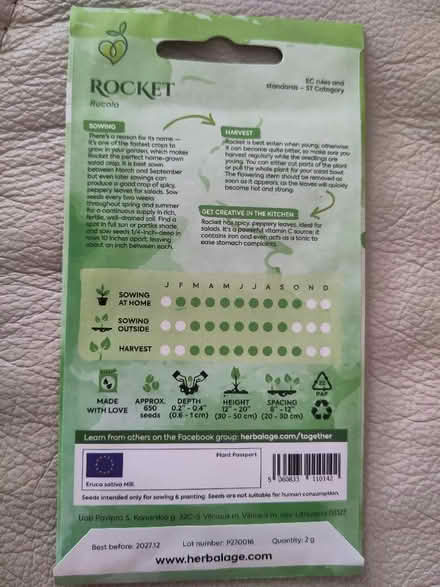 ROCKET
Rucola
EC rules and
standards – ST Category
SOWING
There's a reason for its name –
it's one of the fastest crops to
grow in your garden, which makes
Rocket the perfect home-grown
salad crop. It is best sown
between March and September
but even later sowings can
produce a good crop of spicy,
peppery leaves for salads. Sow
seeds every two weeks
throughout spring and summer
for a continuous supply in rich,
fertile, well-drained soil. Find a
spot in full sun or partial shade,
and sow seeds 1/4-inch-deep in
rows 10 inches apart, leaving
about an inch between each.
HARVEST
Rocket is best eaten when young; otherwise
it can become quite bitter, so make sure you
harvest regularly while the seedlings are
young. You can either cut parts of the plant
or pull the whole plant for your salad bowl.
The flowering stem should be removed as
soon as it appears, as the leaves will quickly
become hot and strong.
GET CREATIVE IN THE KITCHEN
Rocket has spicy, peppery leaves, ideal for
salads. It's a powerful vitamin C source; it
contains iron and even acts as a tonic to
ease stomach complaints.
J F M A M J J A S O N D
SOWING
AT HOME
SOWING
OUTSIDE
HARVEST
MADE
WITH LOVE
APPROX.
650
seeds
DEPTH
0.2" - 0.4"
(0.6 - 1 cm)
HEIGHT
12" - 20"
(30 - 50 cm)
SPACING
8" - 12"
(20 - 30 cm)
22
PAP
Learn from others on the Facebook group: herbalage.com/together
Plant Passport
Eruca sativa Mill.
5 060833 110142
Seeds intended only for sowing & planting. Seeds are not suitable for human consumption.
Best before: 2027.12
Lot number: P270016
Quantity: 2 g
www.herbalage.com